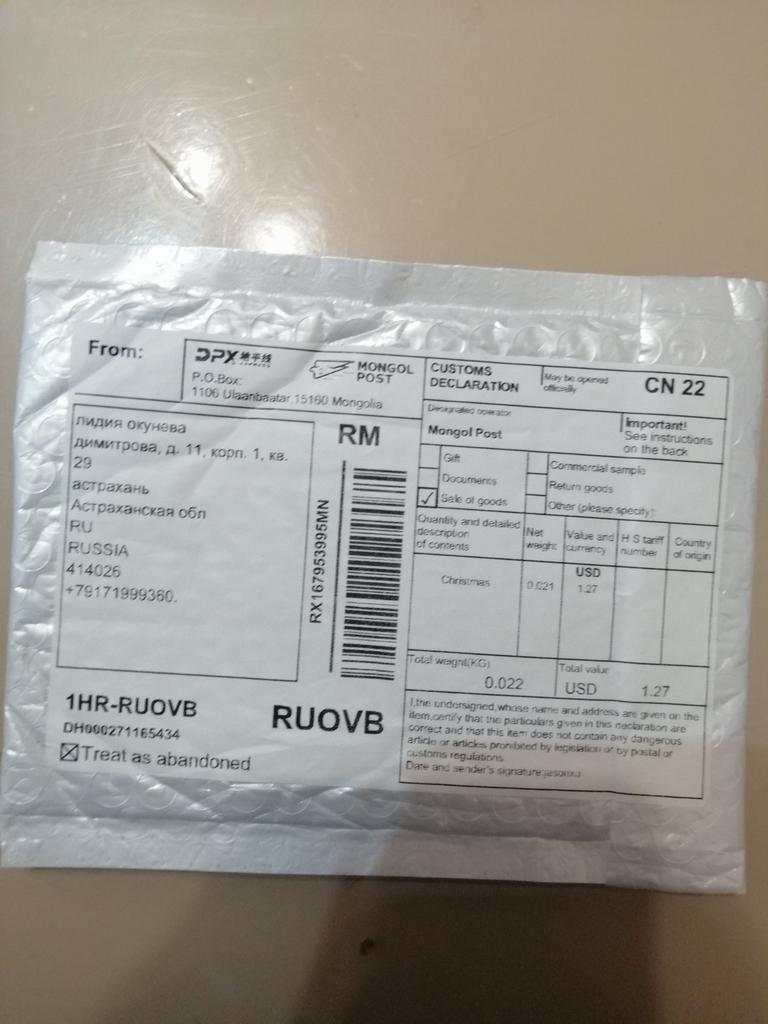 From:
DPX 地平线
MONGOL
POST
P.O.Box:
1106 Ulaanbaatar 15160 Mongolia
CUSTOMS
DECLARATION
May be opened
officially
CN 22
Designated operator
Mongol Post
Important!
See instructions
on the back
лидия окунева
димитрова, д. 11, корп. 1, кв.
29
астрахань
Астраханская обл
RU
RUSSIA
414026
+79171999360.
RM
RX167953995MN
Gift
Documents
✓ Sale of goods
Commercial sample
Return goods
Other (please specify):
Quantity and detailed
description
of contents
Net
weight
Value and
currency
H S tariff
number
Country
of origin
Christmas
0.021
USD
1.27
Total weight(KG)
0.022
Total value
USD 1.27
1HR-RUOVB
DH000271165434
RUOVB
☒Treat as abandoned
I,the undersigned,whose name and address are given on the
item,certify that the particulars given in this declaration are
correct and that this item does not contain any dangerous
article or articles prohibited by legislation or by postal or
customs regulations
Date and sender's signature:jasonxu